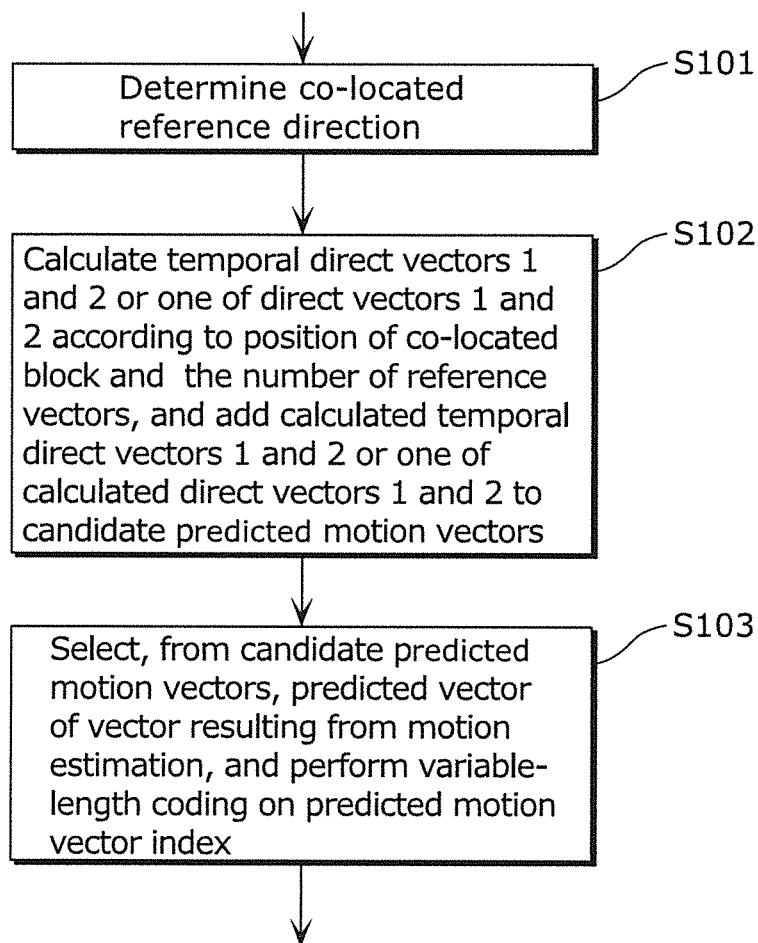 S101
Determine co-located
reference direction
S102
Calculate temporal direct vectors 1
and 2 or one of direct vectors 1 and
2 according to position of co-located
block and the number of reference
vectors, and add calculated temporal
direct vectors 1 and 2 or one of
calculated direct vectors 1 and 2 to
candidate predicted motion vectors
S103
Select, from candidate predicted
motion vectors, predicted vector
of vector resulting from motion
estimation, and perform variable-
length coding on predicted motion
vector index